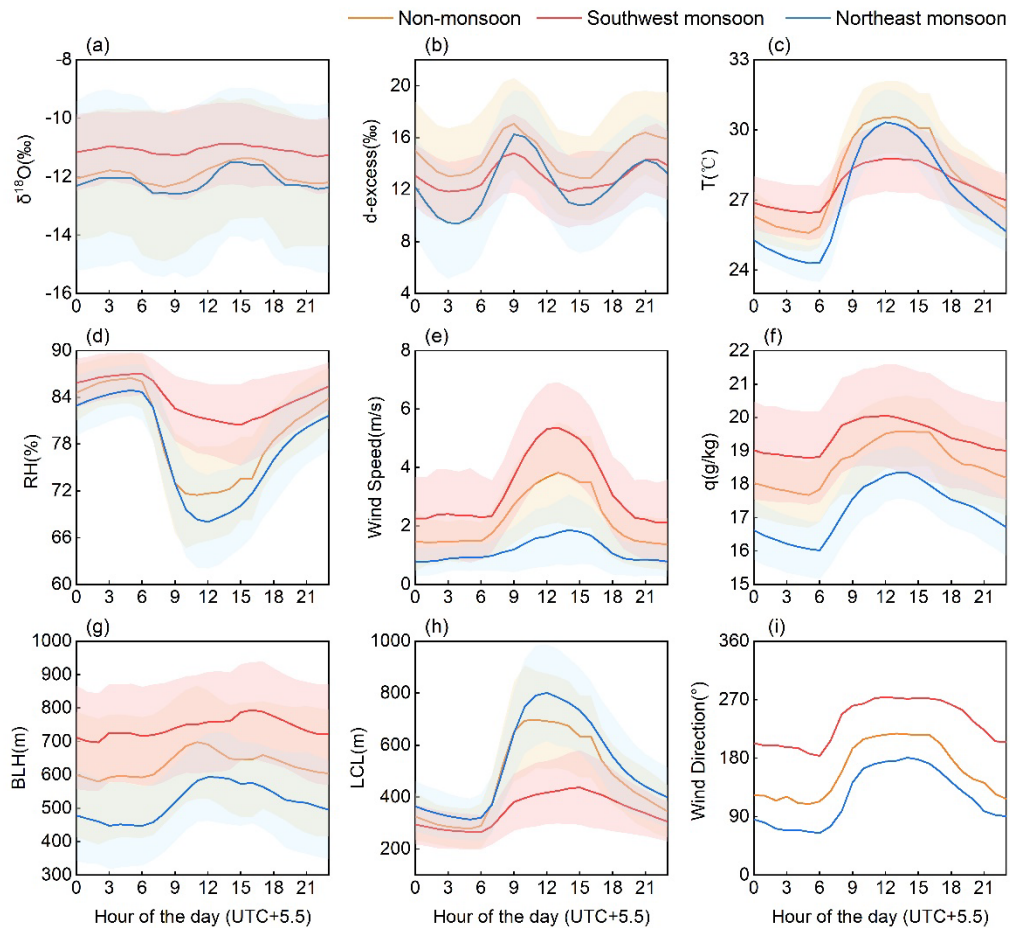 Non-monsoon Southwest monsoon Northeast monsoon
(a) (b) (c)
δ18O(‰)
-8
-10
-12
-14
-16
0 3 6 9 12 15 18 21
d-excess(‰)
20
16
12
8
4
0 3 6 9 12 15 18 21
T(℃)
33
30
27
24
0 3 6 9 12 15 18 21
(d) (e) (f)
RH(%)
90
84
78
72
66
60
0 3 6 9 12 15 18 21
Wind Speed(m/s)
8
6
4
2
0
0 3 6 9 12 15 18 21
q(g/kg)
22
21
20
19
18
17
16
15
0 3 6 9 12 15 18 21
(g) (h) (i)
BLH(m)
1000
900
800
700
600
500
400
300
0 3 6 9 12 15 18 21
Hour of the day (UTC+5.5)
LCL(m)
1000
800
600
400
200
0 3 6 9 12 15 18 21
Hour of the day (UTC+5.5)
Wind Direction(°)
360
270
180
90
0
0 3 6 9 12 15 18 21
Hour of the day (UTC+5.5)